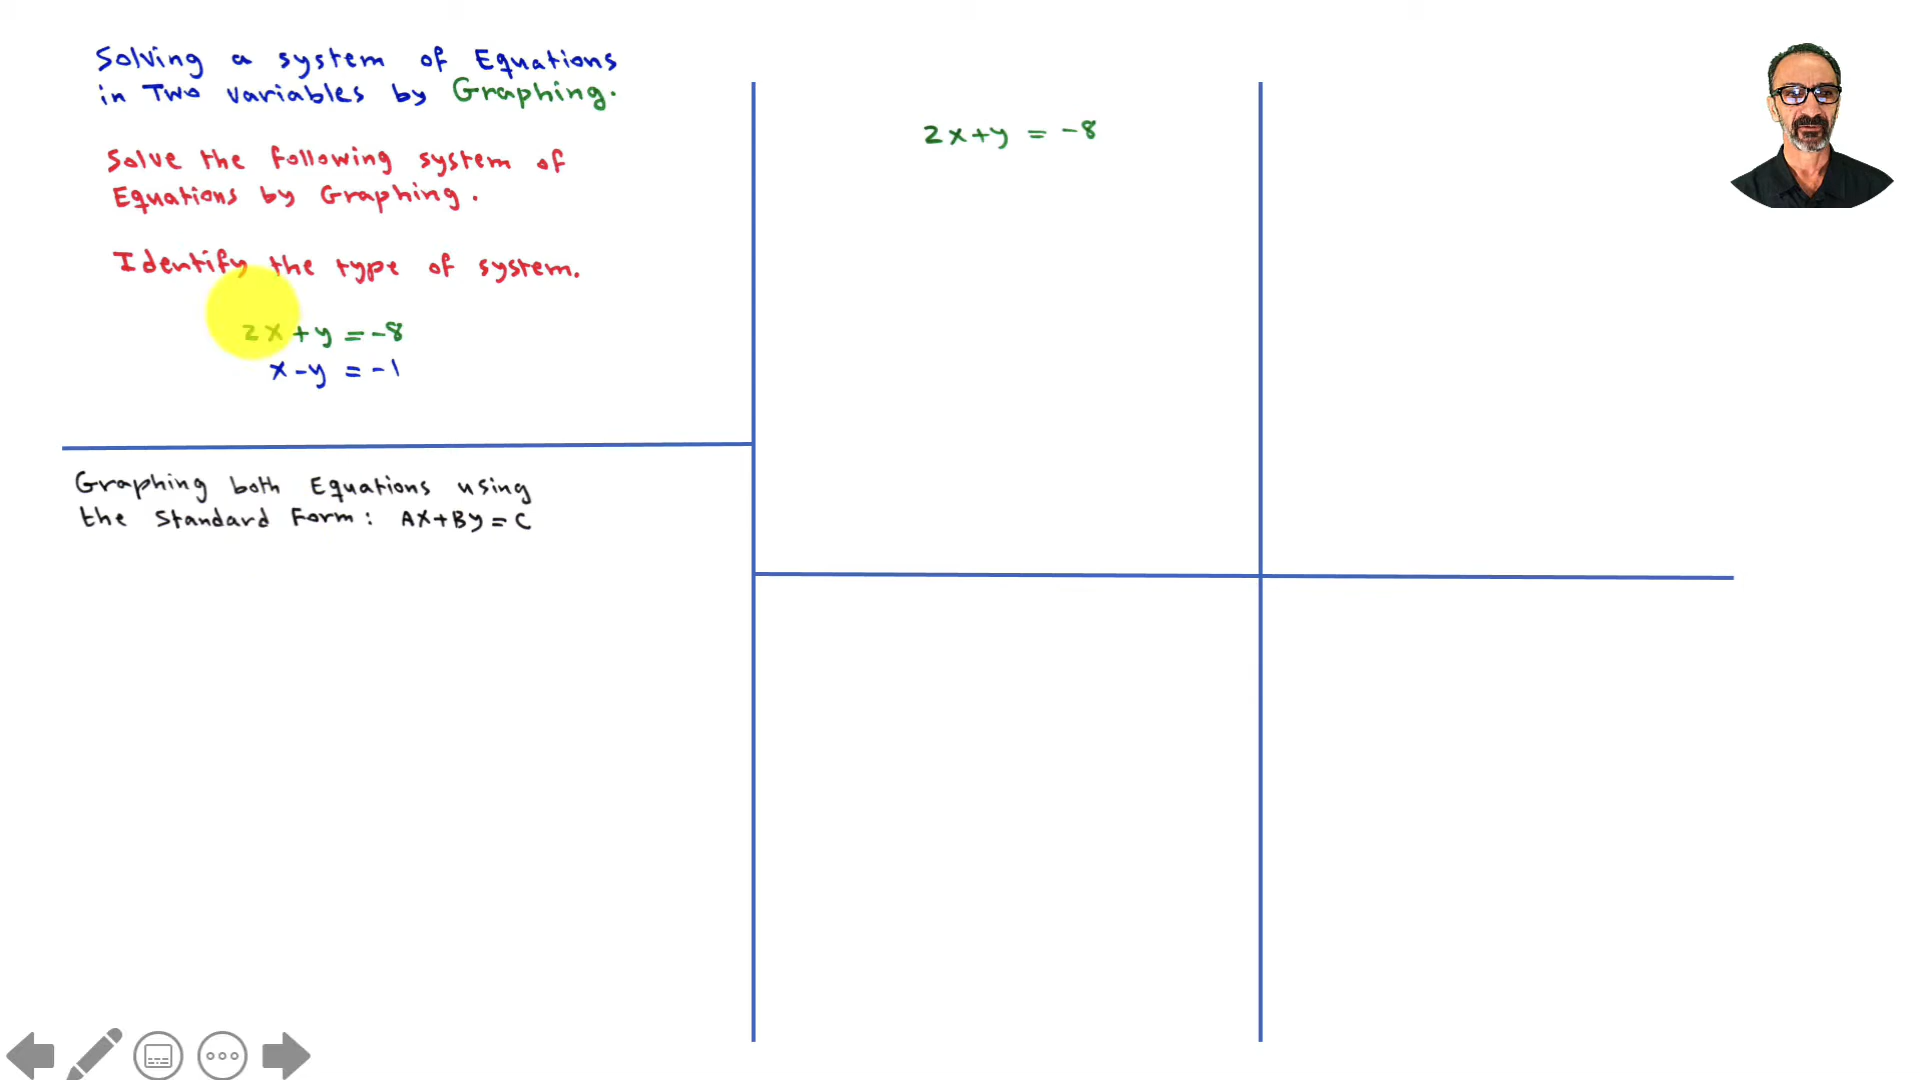 Solving a system of Equations
in Two variables by Graphing.
Solve the following system of
Equations by Graphing.
Identify the type of system.
2x+y=-8
x-y=-1
Graphing both Equations using
the Standard Form: Ax+By=C
2x+y = -8